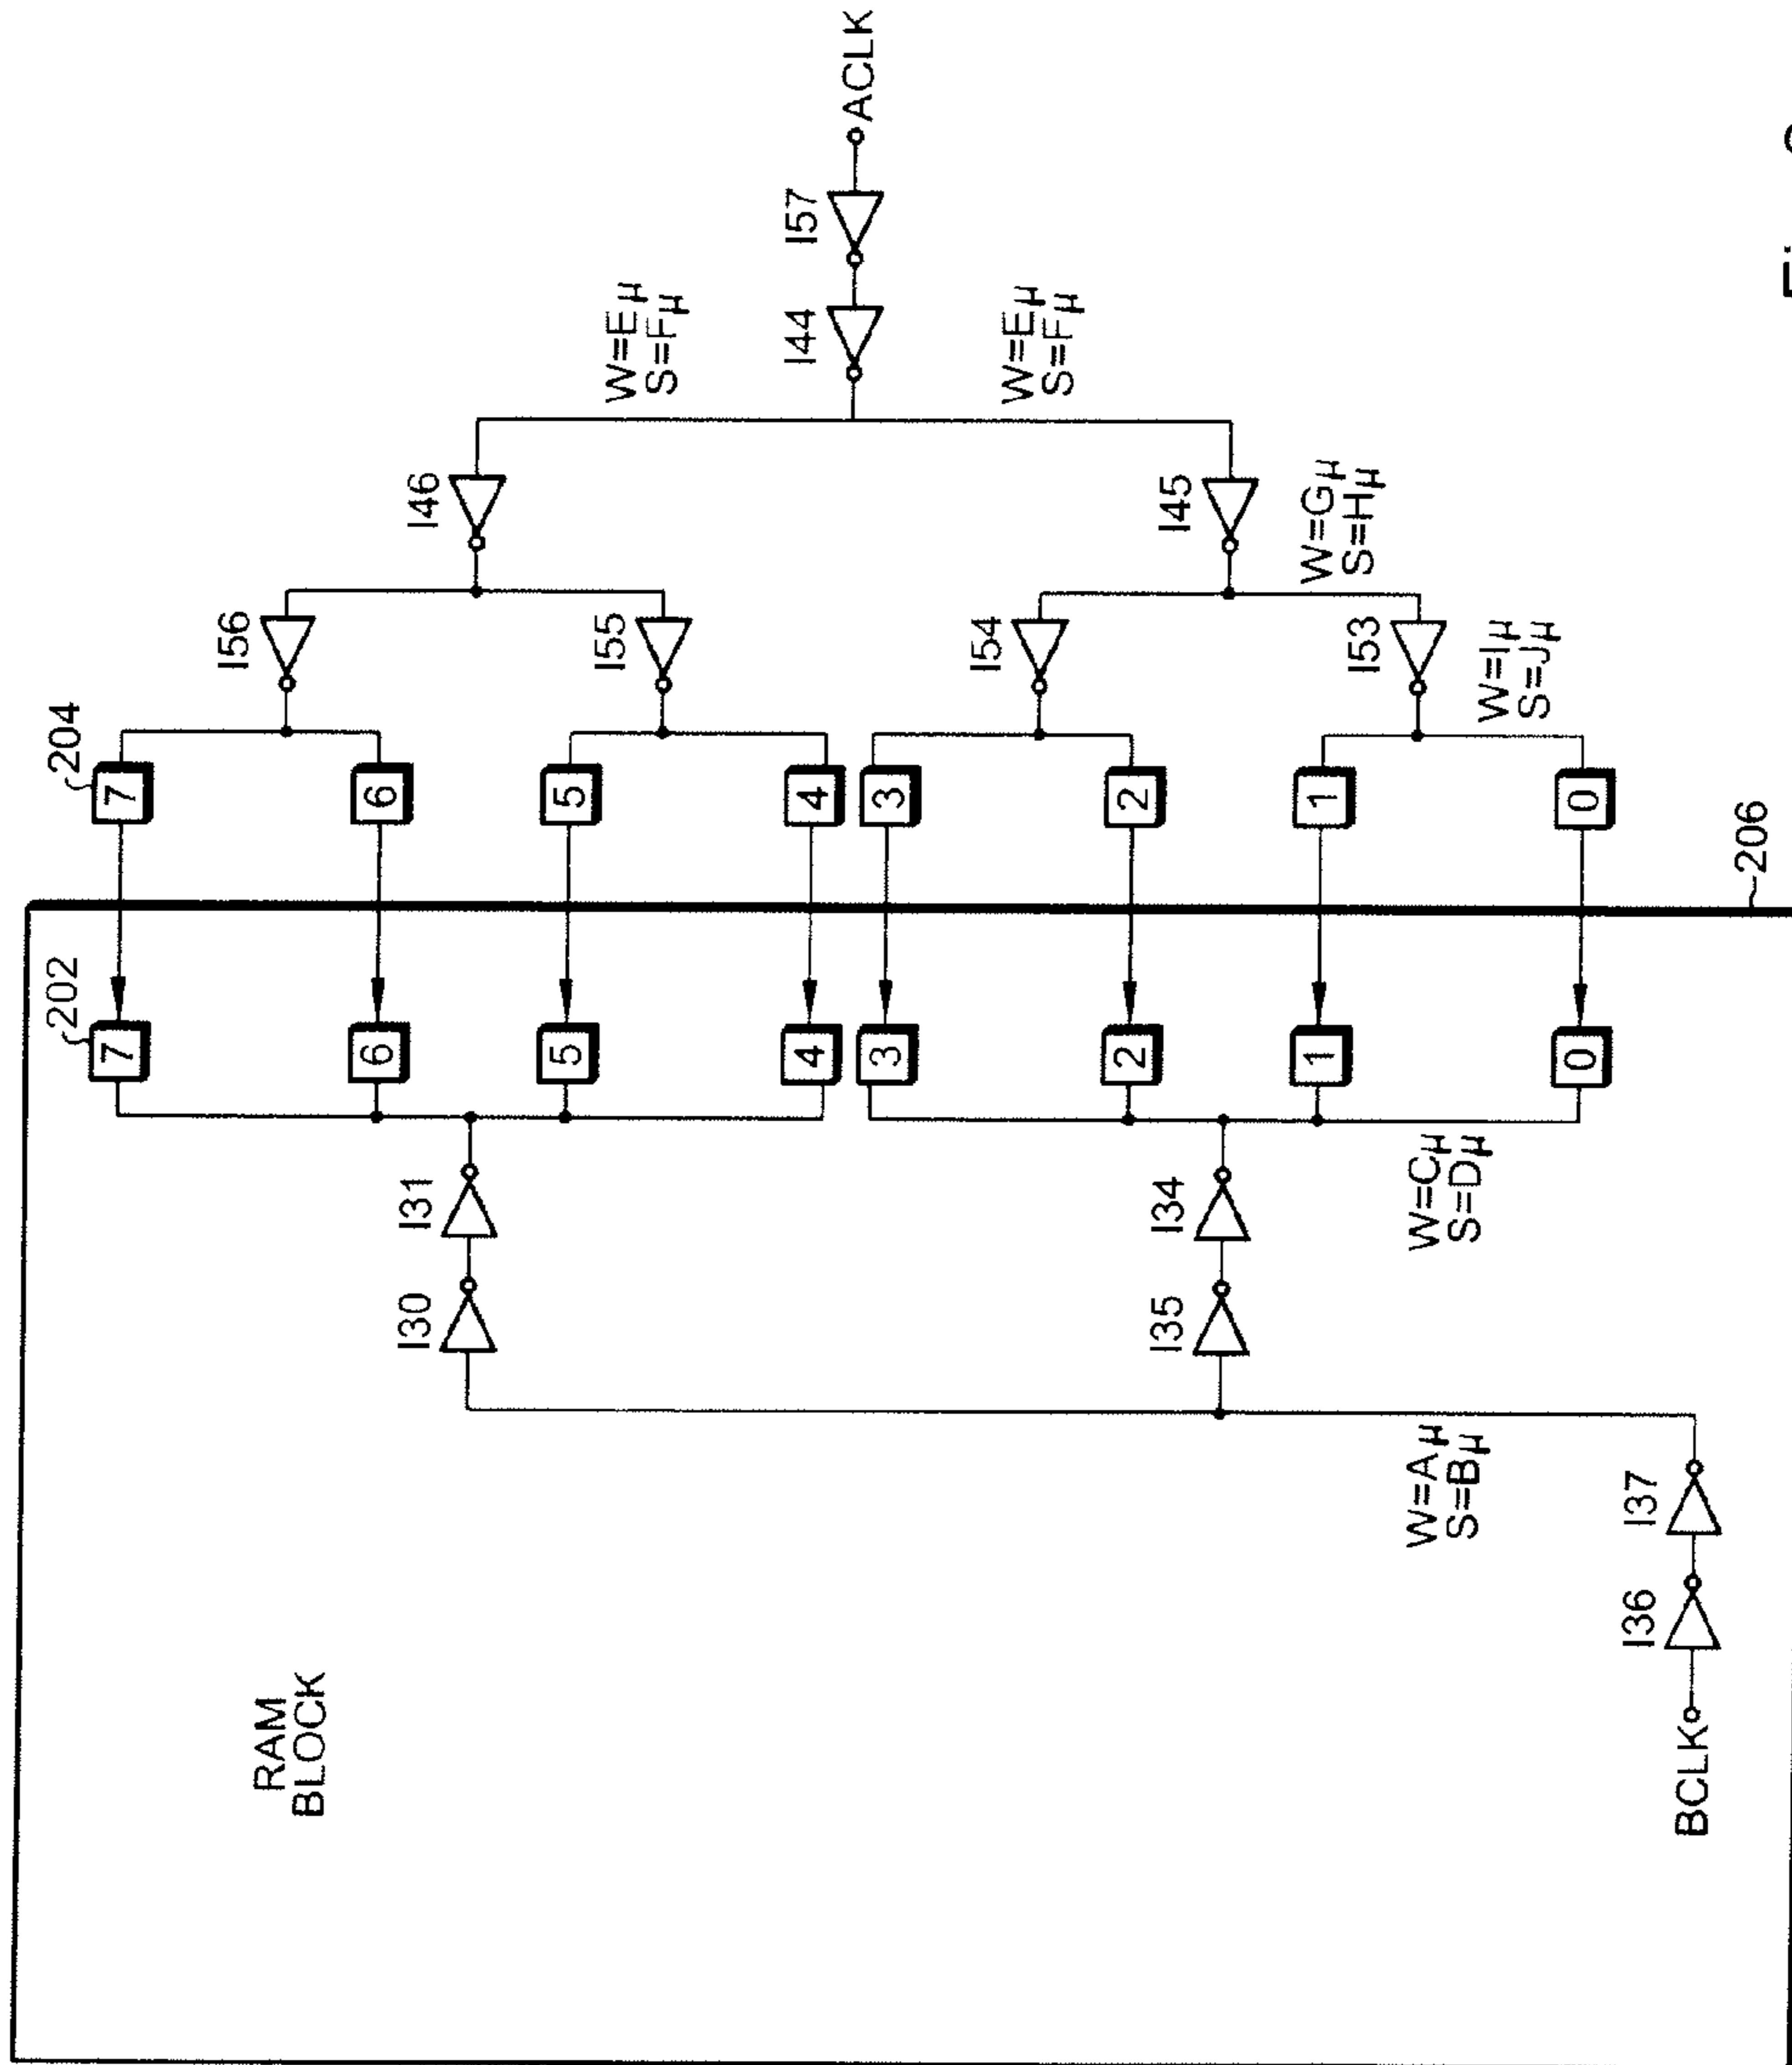 202
204
7
7
I56
RAM
BLOCK
6
6
I30
I31
I46
5
5
I55
W=Eµ
S=Fµ
4
4
I44
I57
ACLK
3
3
I54
W=Eµ
S=Fµ
2
2
I35
I34
I45
1
1
W=Gµ
S=Hµ
I53
W=Aµ
S=Bµ
W=Cµ
S=Dµ
W=Iµ
S=Jµ
0
0
I36
I37
BCLK
206